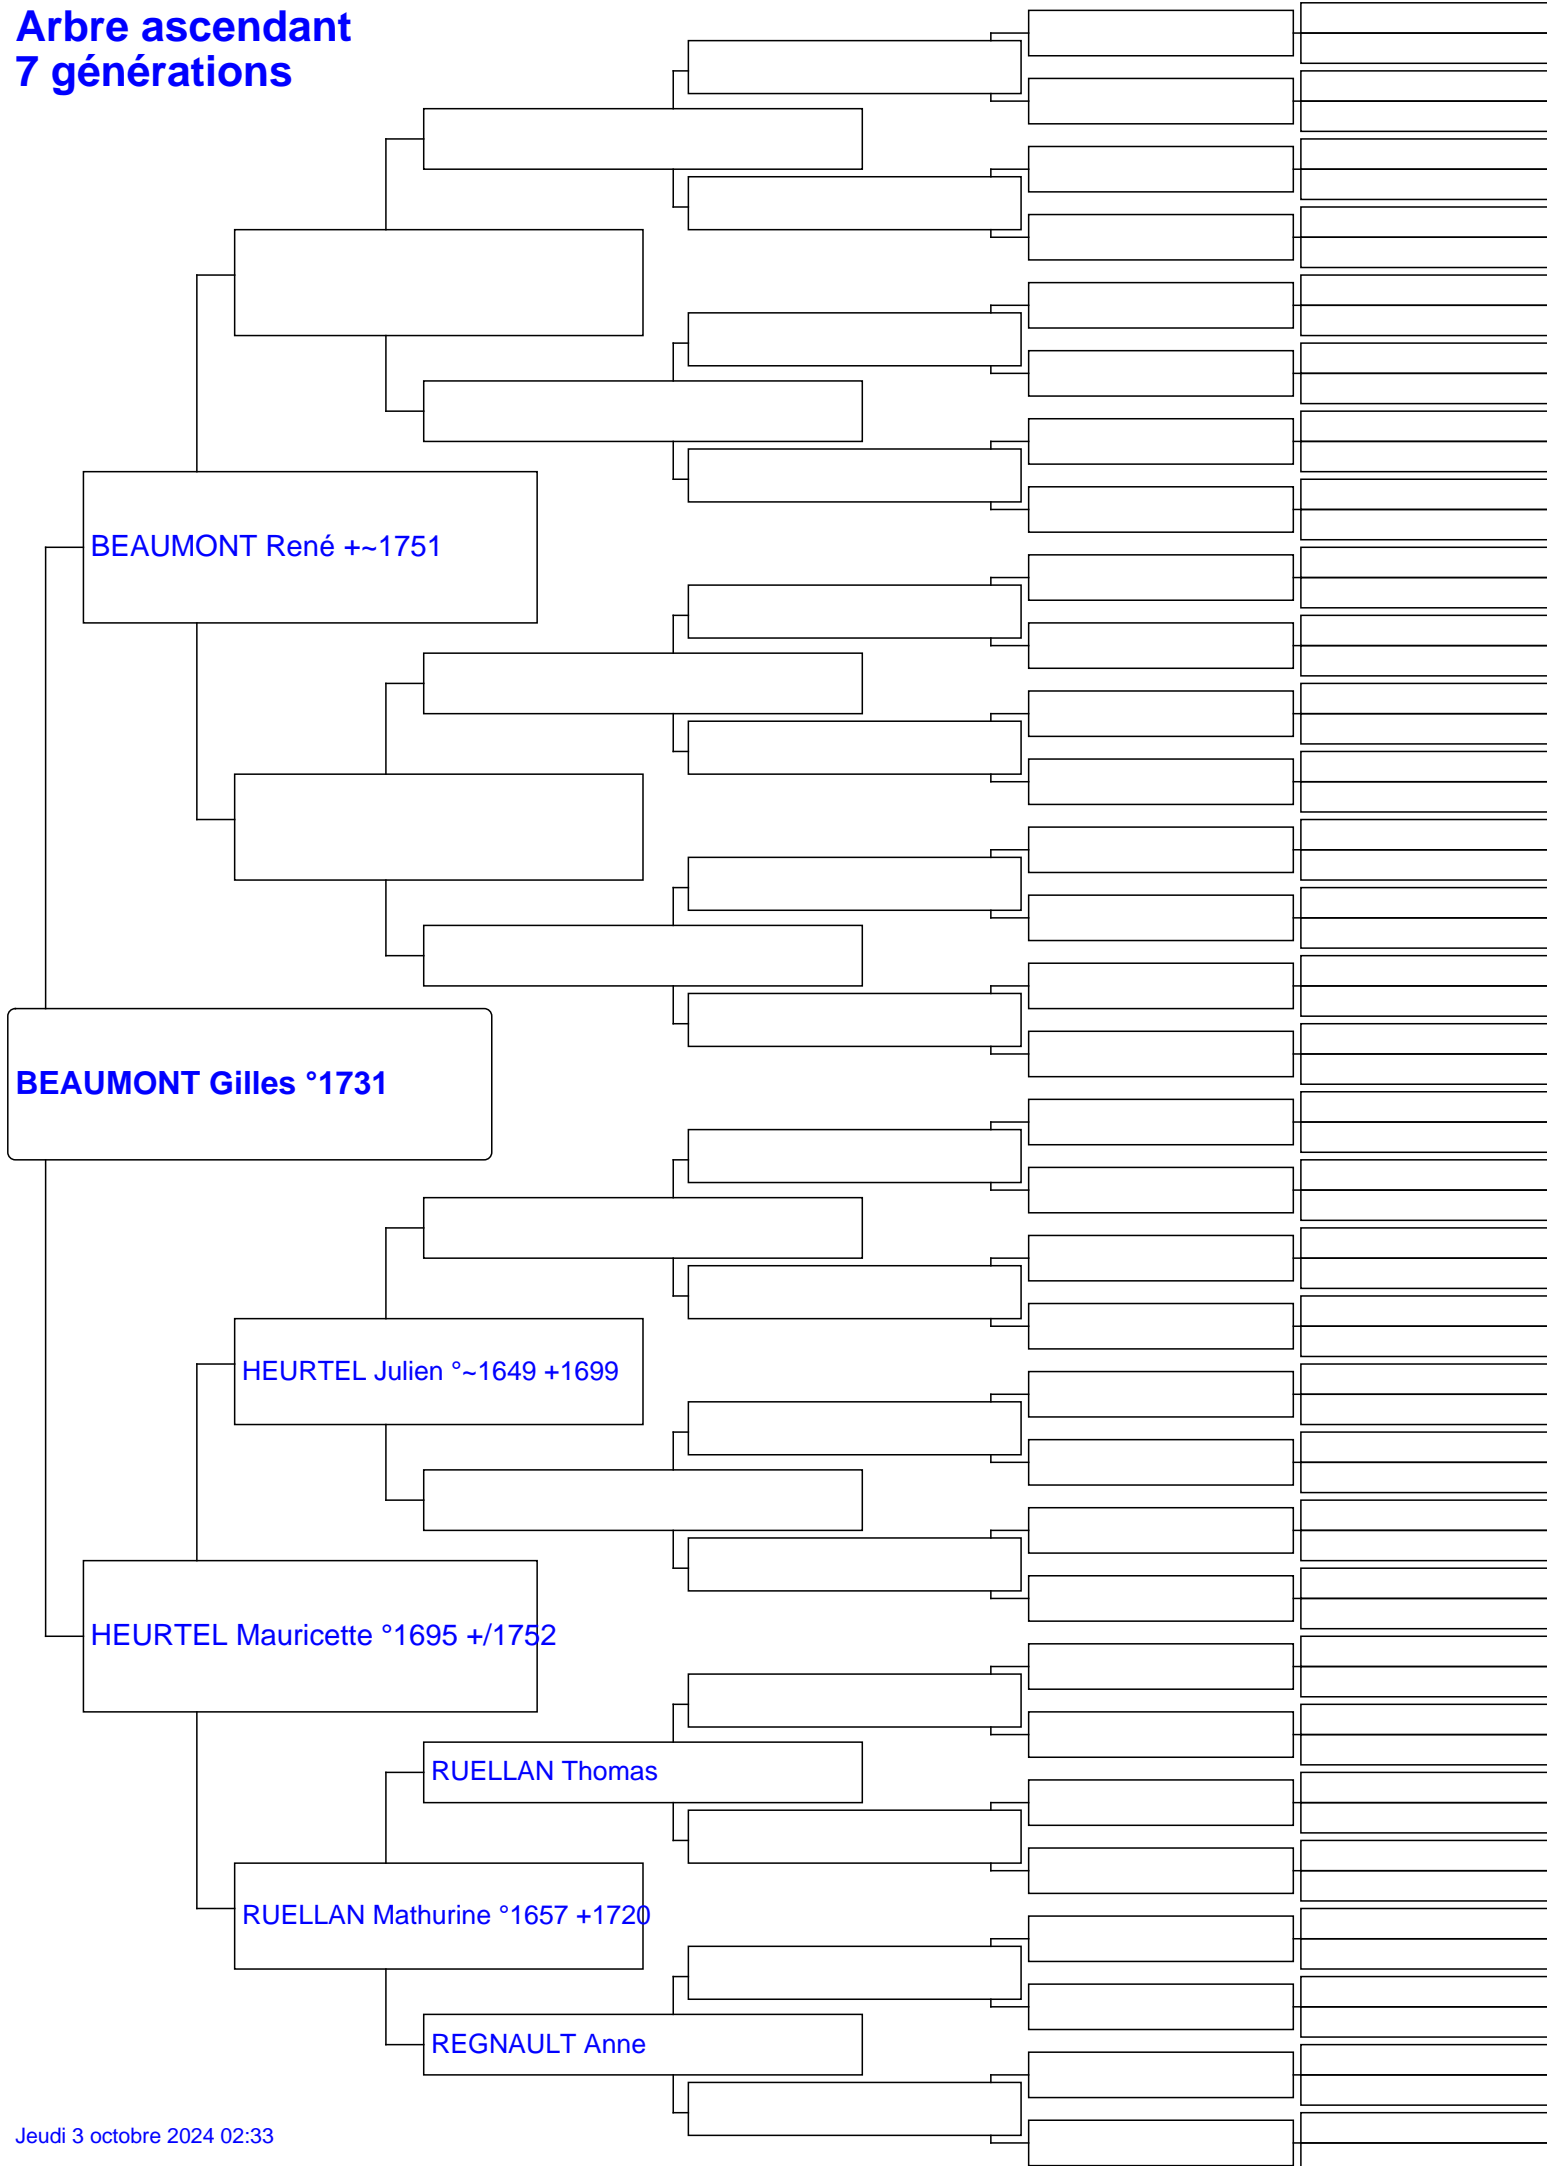 Arbre ascendant
7 générations
BEAUMONT René +~1751
BEAUMONT Gilles °1731
HEURTEL Julien °~1649 +1699
HEURTEL Mauricette °1695 +/1752
RUELLAN Thomas
RUELLAN Mathurine °1657 +1720
REGNAULT Anne
Jeudi 3 octobre 2024 02:33